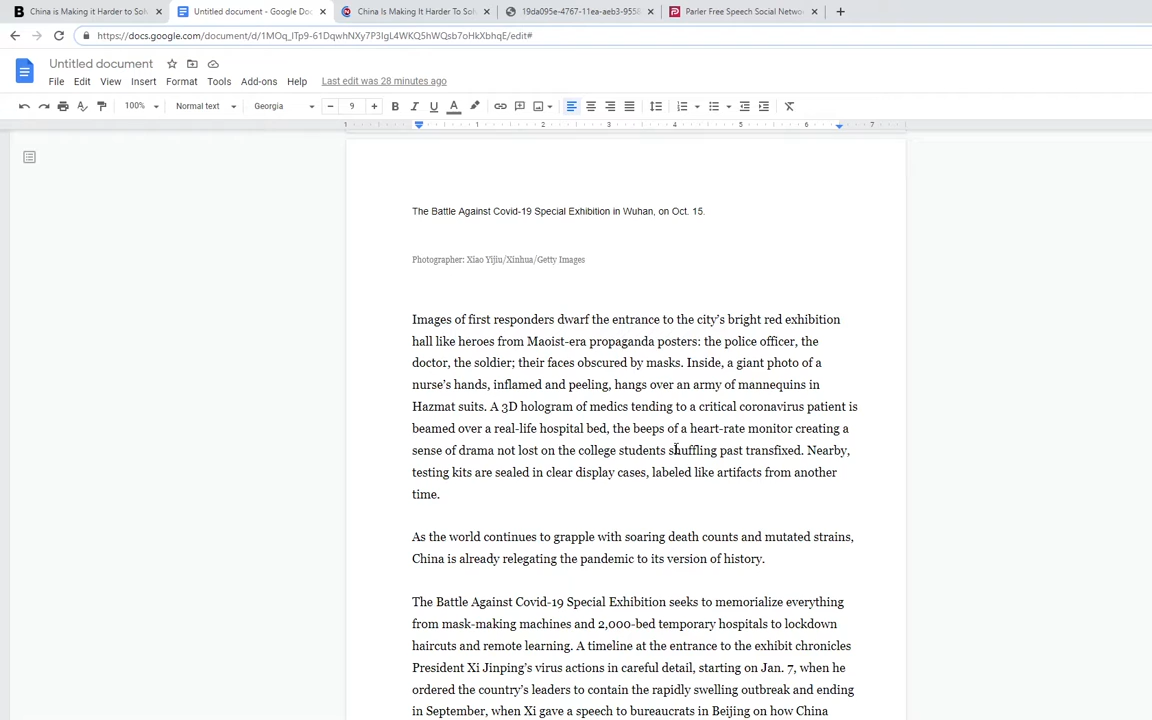 China is Making it Harder to Sol
Untitled document - Google Do
China Is Making It Harder To So
19da095e-4767-11ea-aeb3-955
Parler Free Speech Social Netwo
https://docs.google.com/document/d/1MOq_ITp9-61DqwhNXy7P3IgL4WKQ5hWQsb7oHkXbhqE/edit#
Untitled document
File Edit View Insert Format Tools Add-ons Help Last edit was 28 minutes ago
100% Normal text Georgia 9 B I U A
1 1 2 3 4 5 6 7
The Battle Against Covid-19 Special Exhibition in Wuhan, on Oct. 15.
Photographer: Xiao Yijiu/Xinhua/Getty Images
Images of first responders dwarf the entrance to the city's bright red exhibition
hall like heroes from Maoist-era propaganda posters: the police officer, the
doctor, the soldier; their faces obscured by masks. Inside, a giant photo of a
nurse's hands, inflamed and peeling, hangs over an army of mannequins in
Hazmat suits. A 3D hologram of medics tending to a critical coronavirus patient is
beamed over a real-life hospital bed, the beeps of a heart-rate monitor creating a
sense of drama not lost on the college students shuffling past transfixed. Nearby,
testing kits are sealed in clear display cases, labeled like artifacts from another
time.
As the world continues to grapple with soaring death counts and mutated strains,
China is already relegating the pandemic to its version of history.
The Battle Against Covid-19 Special Exhibition seeks to memorialize everything
from mask-making machines and 2,000-bed temporary hospitals to lockdown
haircuts and remote learning. A timeline at the entrance to the exhibit chronicles
President Xi Jinping's virus actions in careful detail, starting on Jan. 7, when he
ordered the country's leaders to contain the rapidly swelling outbreak and ending
in September, when Xi gave a speech to bureaucrats in Beijing on how China